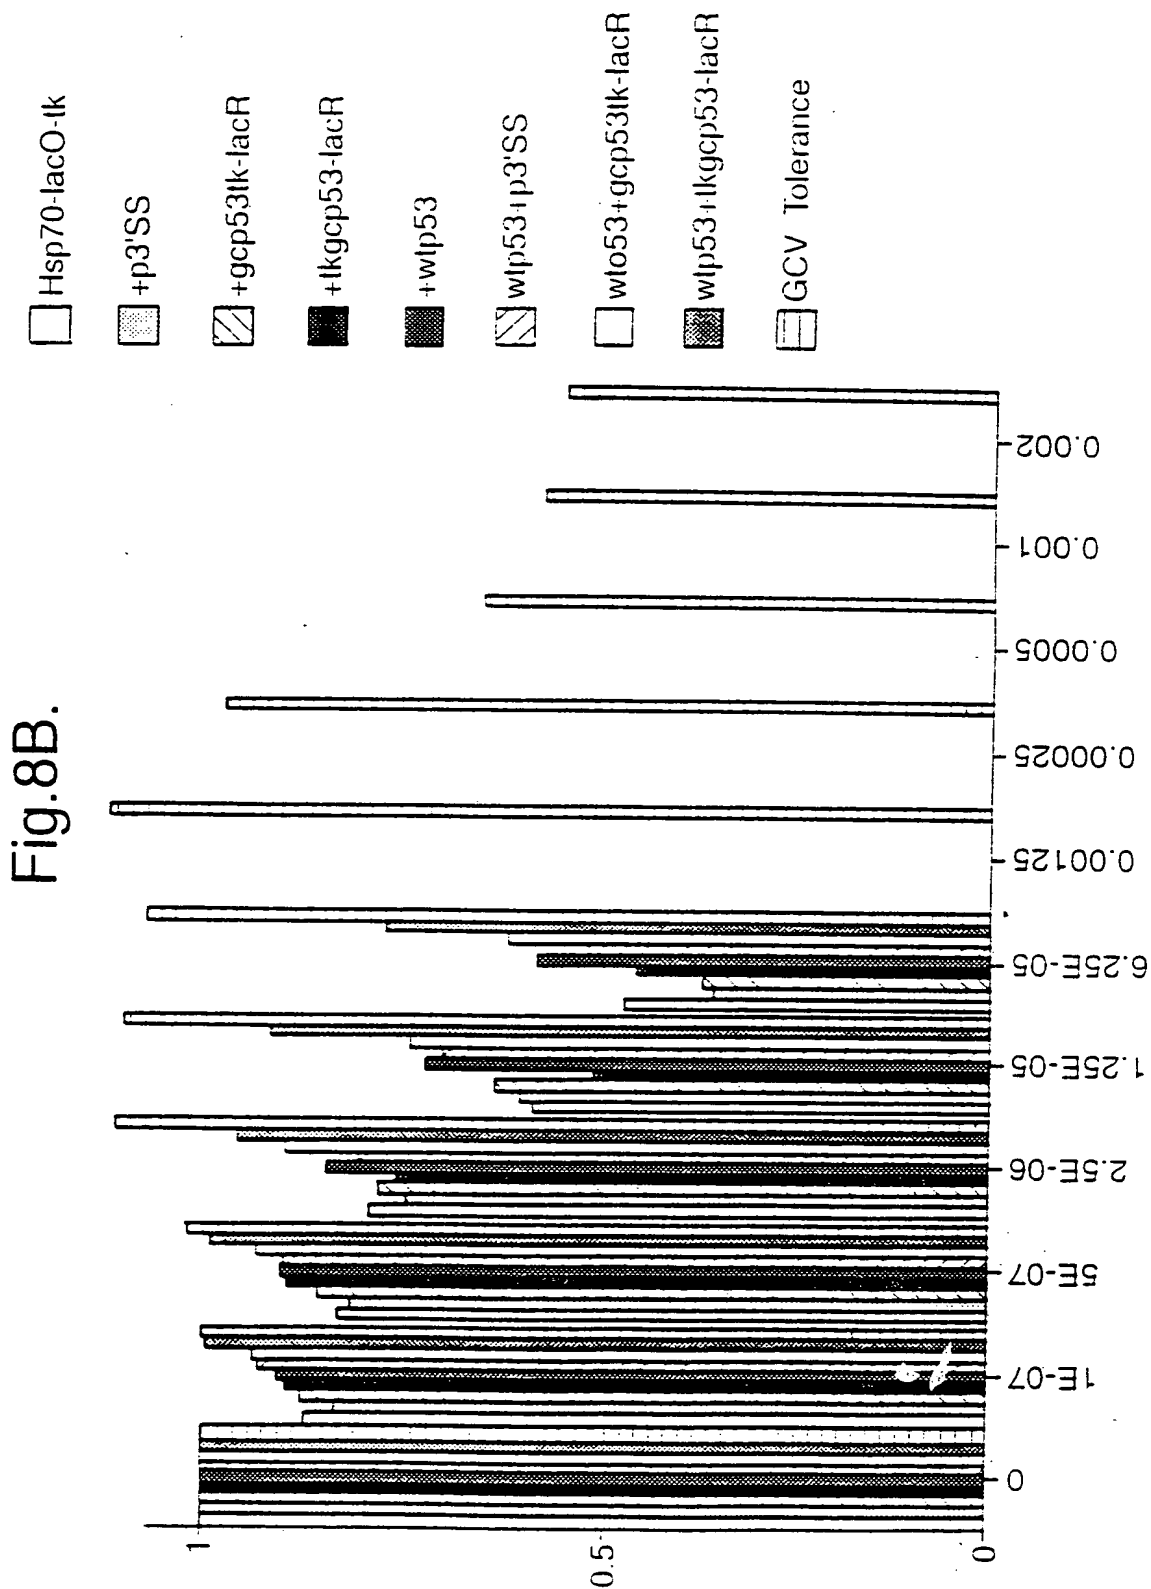 Fig.8B.
Hsp70-lacO-tk
+p3'SS
+gcp53tk-lacR
+tkgcp53-lacR
+wtp53
wtp53+p3'SS
wto53+gcp53tk-lacR
wtp53+tkgcp53-lacR
GCV Tolerance
1
0.5
0
0
1E-07
5E-07
2.5E-06
1.25E-05
6.25E-05
0.00125
0.00025
0.0005
0.001
0.002